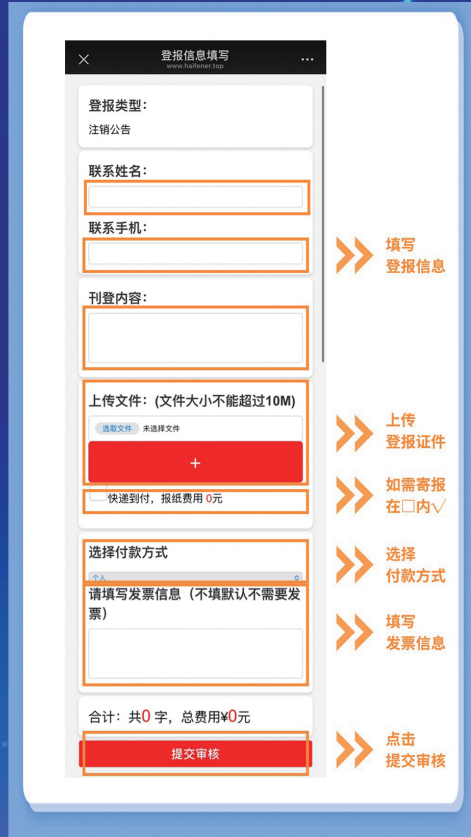 登报信息填写
www.haifener.top
登报类型：
注销公告
联系姓名：
联系手机：
填写
登报信息
刊登内容：
上传文件：(文件大小不能超过10M)
选取文件 未选择文件
+
上传
登报证件
快递到付，报纸费用 0元
如需寄报
在□内√
选择付款方式
个人
选择
付款方式
请填写发票信息（不填默认不需要发
票）
填写
发票信息
合计：共0 字，总费用¥0元
提交审核
点击
提交审核